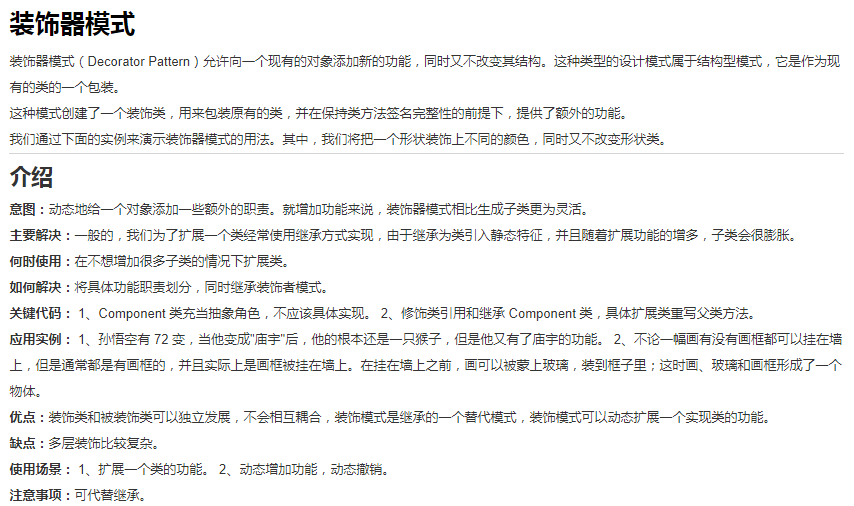 装饰器模式
装饰器模式（Decorator Pattern）允许向一个现有的对象添加新的功能，同时又不改变其结构。这种类型的设计模式属于结构型模式，它是作为现
有的类的一个包装。
这种模式创建了一个装饰类，用来包装原有的类，并在保持类方法签名完整性的前提下，提供了额外的功能。
我们通过下面的实例来演示装饰器模式的用法。其中，我们将把一个形状装饰上不同的颜色，同时又不改变形状类。
介绍
意图：动态地给一个对象添加一些额外的职责。就增加功能来说，装饰器模式相比生成子类更为灵活。
主要解决：一般的，我们为了扩展一个类经常使用继承方式实现，由于继承为类引入静态特征，并且随着扩展功能的增多，子类会很膨胀。
何时使用：在不想增加很多子类的情况下扩展类。
如何解决：将具体功能职责划分，同时继承装饰者模式。
关键代码： 1、Component 类充当抽象角色，不应该具体实现。 2、修饰类引用和继承 Component 类，具体扩展类重写父类方法。
应用实例： 1、孙悟空有 72 变，当他变成"庙宇"后，他的根本还是一只猴子，但是他又有了庙宇的功能。 2、不论一幅画有没有画框都可以挂在墙
上，但是通常都是有画框的，并且实际上是画框被挂在墙上。在挂在墙上之前，画可以被蒙上玻璃，装到框子里；这时画、玻璃和画框形成了一个
物体。
优点：装饰类和被装饰类可以独立发展，不会相互耦合，装饰模式是继承的一个替代模式，装饰模式可以动态扩展一个实现类的功能。
缺点：多层装饰比较复杂。
使用场景： 1、扩展一个类的功能。 2、动态增加功能，动态撤销。
注意事项：可代替继承。